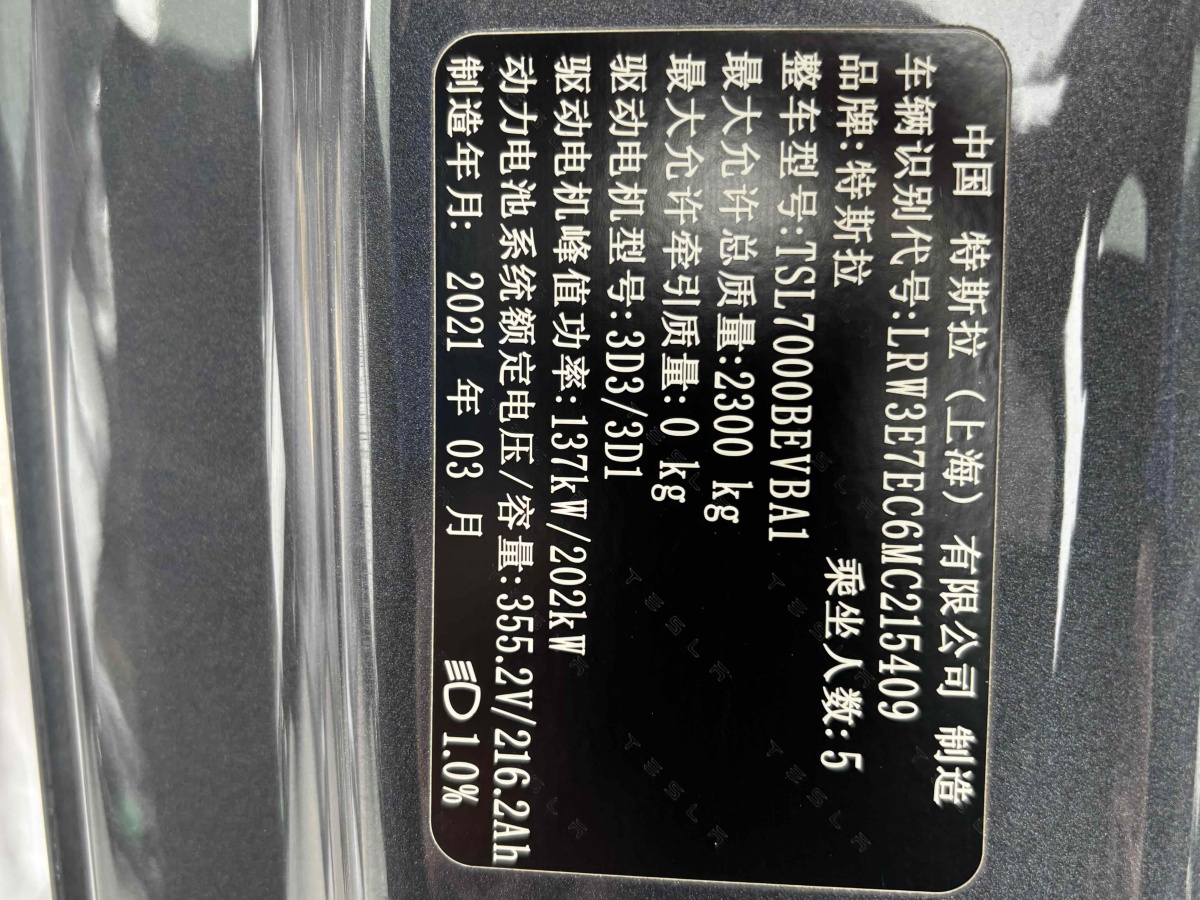 中国 特斯拉（上海）有限公司 制造
车辆识别代号:LRW3E7EC6MC215409
品牌:特斯拉 乘坐人数:5
整车型号:TSL7000BEVBA1
最大允许总质量:2300 kg
最大允许牵引质量:0 kg
驱动电机型号:3D3/3D1
驱动电机峰值功率:137kW/202kW
动力电池系统额定电压/容量:355.2V/216.2Ah
制造年月: 2021 年 03 月 1.0%
TESLA
TESLA
TESLA
TESLA